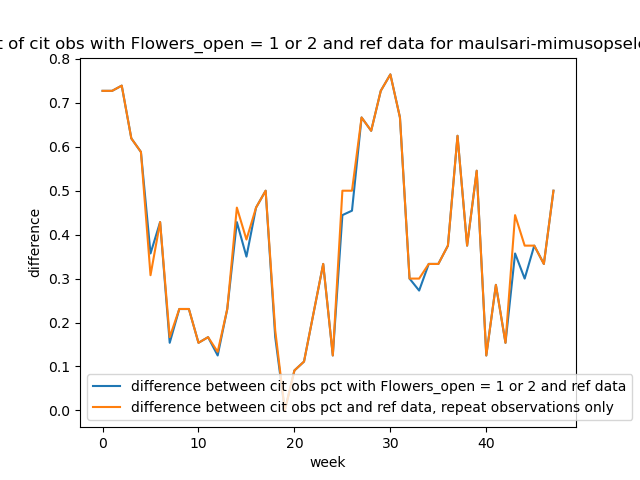 t of cit obs with Flowers_open = 1 or 2 and ref data for maulsari-mimusopsele
0.8
0.7
0.6
0.5
0.4
0.3
0.2
0.1
0.0
difference
difference between cit obs pct with Flowers_open = 1 or 2 and ref data
difference between cit obs pct and ref data, repeat observations only
0 10 20 30 40
week